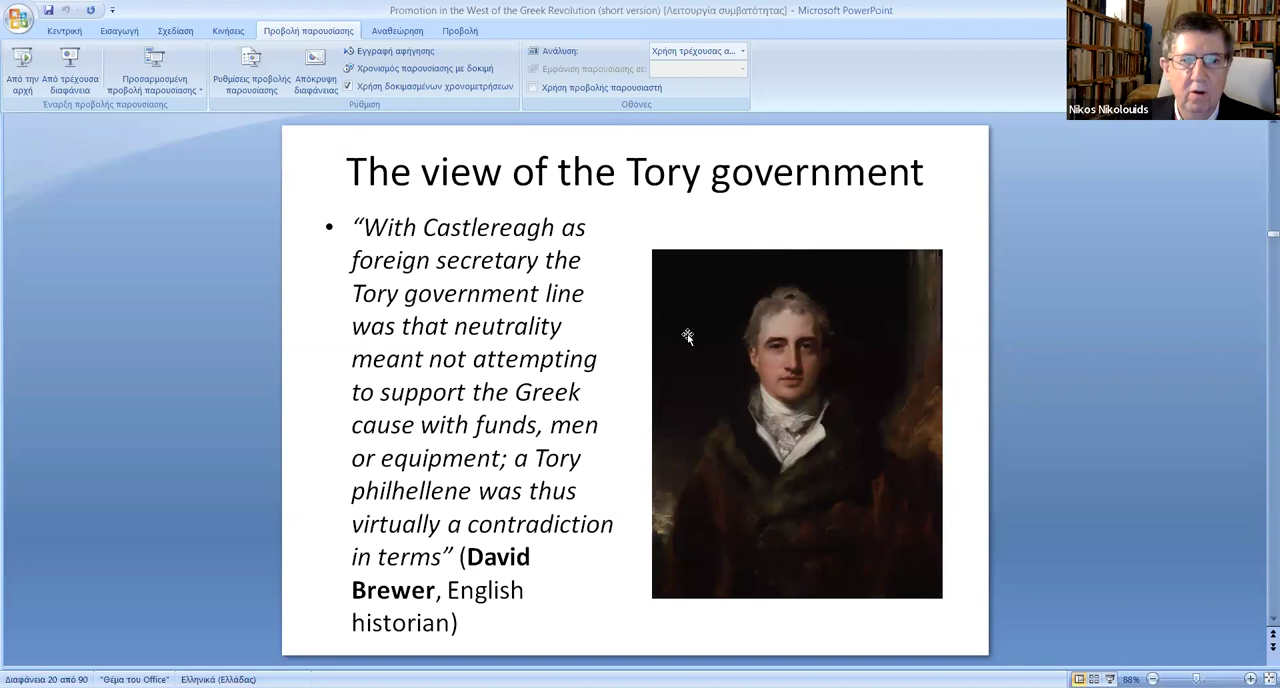 Promotion in the West of the Greek Revolution (short version) [Λειτουργία συμβατότητας] - Microsoft PowerPoint
Κεντρική Εισαγωγή Σχεδίαση Κινήσεις Προβολή παρουσίασης Αναθεώρηση Προβολή
Από την αρχή
Από τρέχουσα διαφάνεια
Προσαρμοσμένη προβολή παρουσίασης
Έναρξη προβολής παρουσίασης
Ρυθμίσεις προβολής παρουσίασης
Απόκρυψη διαφάνειας
Εγγραφή αφήγησης
Χρονισμός παρουσίασης με δοκιμή
Χρήση δοκιμασμένων χρονομετρήσεων
Ρύθμιση
Ανάλυση: Χρήση τρέχουσας α...
Εμφάνιση παρουσίασης σε:
Χρήση προβολής παρουσιαστή
Οθόνες
Nikos Nikolouids
The view of the Tory government
• “With Castlereagh as
foreign secretary the
Tory government line
was that neutrality
meant not attempting
to support the Greek
cause with funds, men
or equipment; a Tory
philhellene was thus
virtually a contradiction
in terms” (David
Brewer, English
historian)
Διαφάνεια 20 από 90 "Θέμα του Office" Ελληνικά (Ελλάδας) 88%